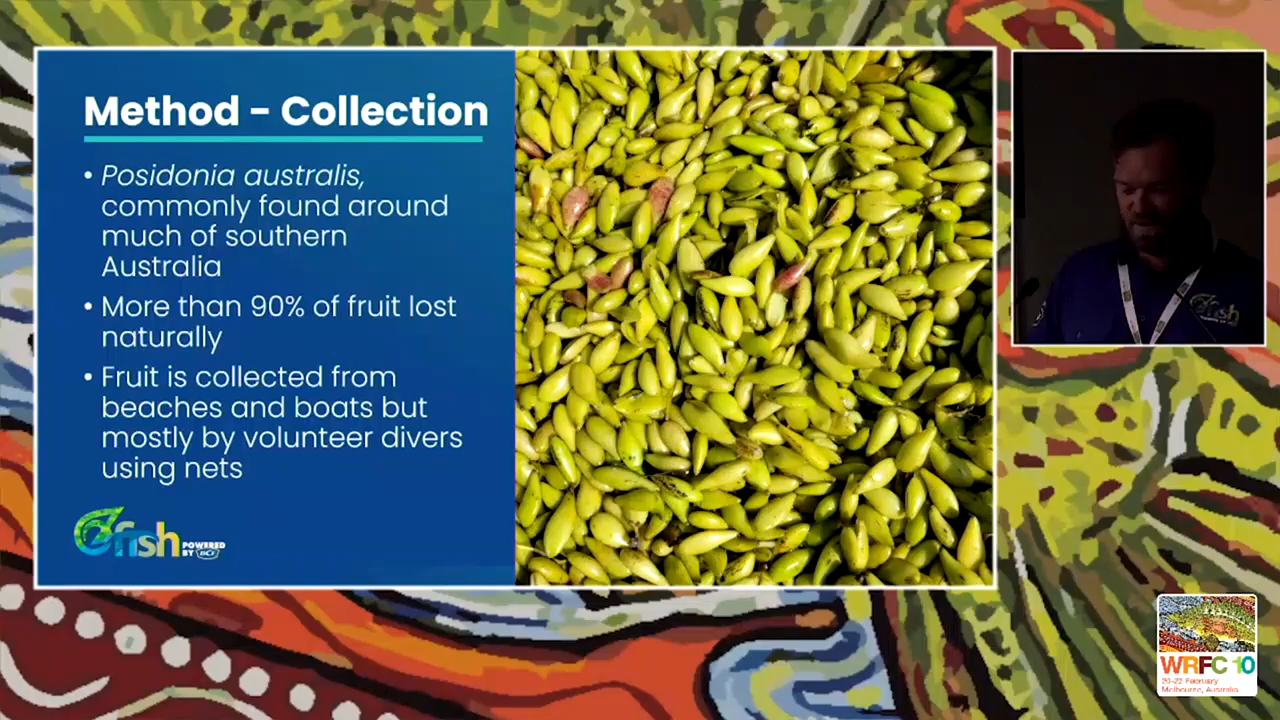 Method - Collection
• Posidonia australis,
commonly found around
much of southern
Australia
• More than 90% of fruit lost
naturally
• Fruit is collected from
beaches and boats but
mostly by volunteer divers
using nets
Ozfish POWERED
BY BCF
fish
WRFC 10
20-22 February
Melbourne, Australia